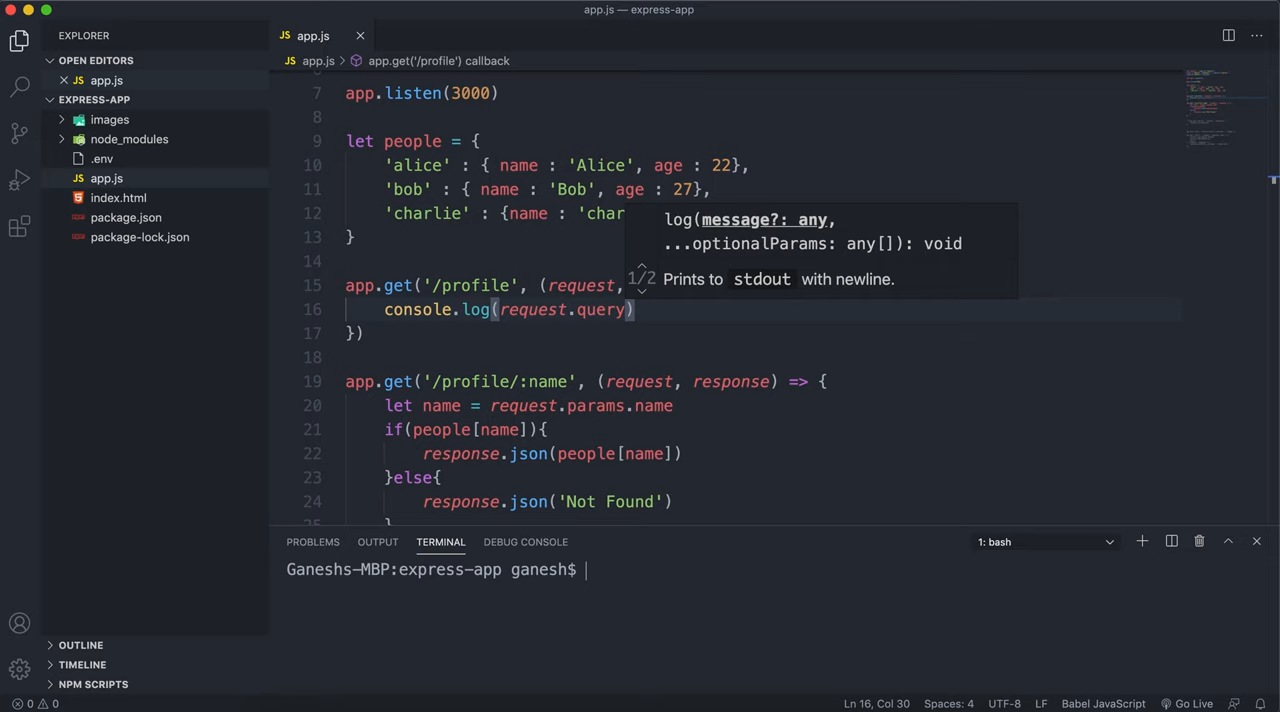 app.js — express-app
EXPLORER
JS app.js
JS app.js > app.get('/profile') callback
OPEN EDITORS
JS app.js
EXPRESS-APP
images
node_modules
.env
JS app.js
index.html
package.json
package-lock.json
7 app.listen(3000)
8
9 let people = {
10 'alice' : { name : 'Alice', age : 22},
11 'bob' : { name : 'Bob', age : 27},
12 'charlie' : {name : 'char
13 }
14
15 app.get('/profile', (request,
16 console.log(request.query)
17 })
18
19 app.get('/profile/:name', (request, response) => {
20 let name = request.params.name
21 if(people[name]){
22 response.json(people[name])
23 }else{
24 response.json('Not Found')
25 }
log(message?: any,
...optionalParams: any[]): void
1/2 Prints to stdout with newline.
PROBLEMS OUTPUT TERMINAL DEBUG CONSOLE 1: bash
Ganeshs-MBP:express-app ganesh$
OUTLINE
TIMELINE
NPM SCRIPTS
0 0 Ln 16, Col 30 Spaces: 4 UTF-8 LF Babel JavaScript Go Live